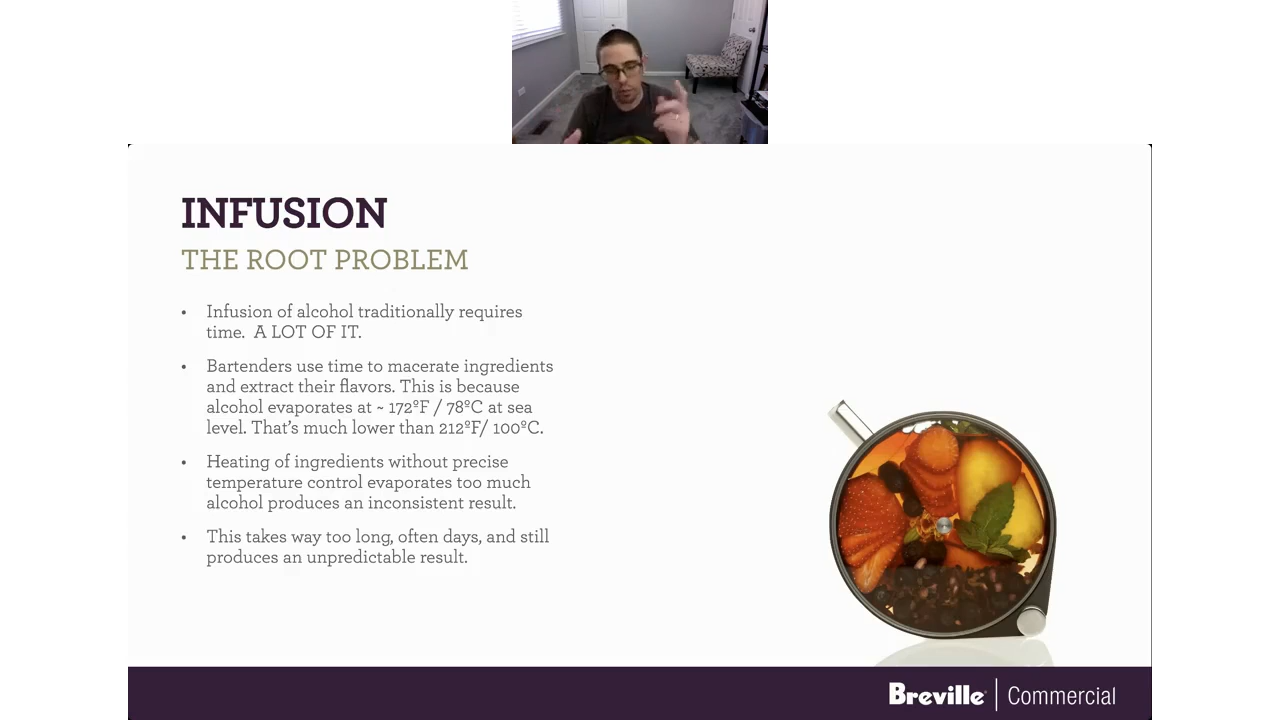 INFUSION
THE ROOT PROBLEM
• Infusion of alcohol traditionally requires
time.  A LOT OF IT.
• Bartenders use time to macerate ingredients
and extract their flavors. This is because
alcohol evaporates at ~ 172ºF / 78ºC at sea
level. That's much lower than 212ºF/ 100ºC.
• Heating of ingredients without precise
temperature control evaporates too much
alcohol produces an inconsistent result.
• This takes way too long, often days, and still
produces an unpredictable result.
Breville | Commercial